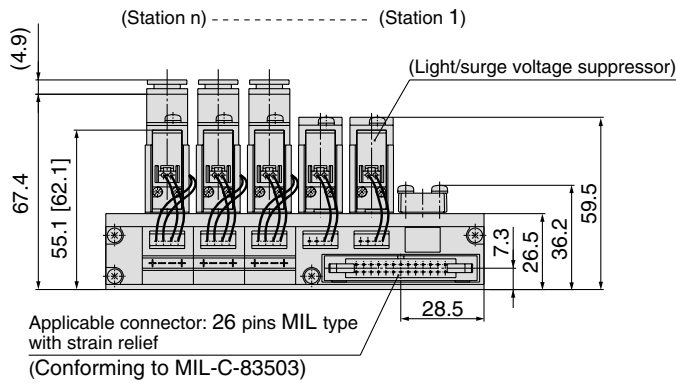 (Station n) (Station 1)
(4.9)
(Light/surge voltage suppressor)
67.4
55.1 [62.1]
7.3
26.5
36.2
59.5
28.5
Applicable connector: 26 pins MIL type
with strain relief
(Conforming to MIL-C-83503)